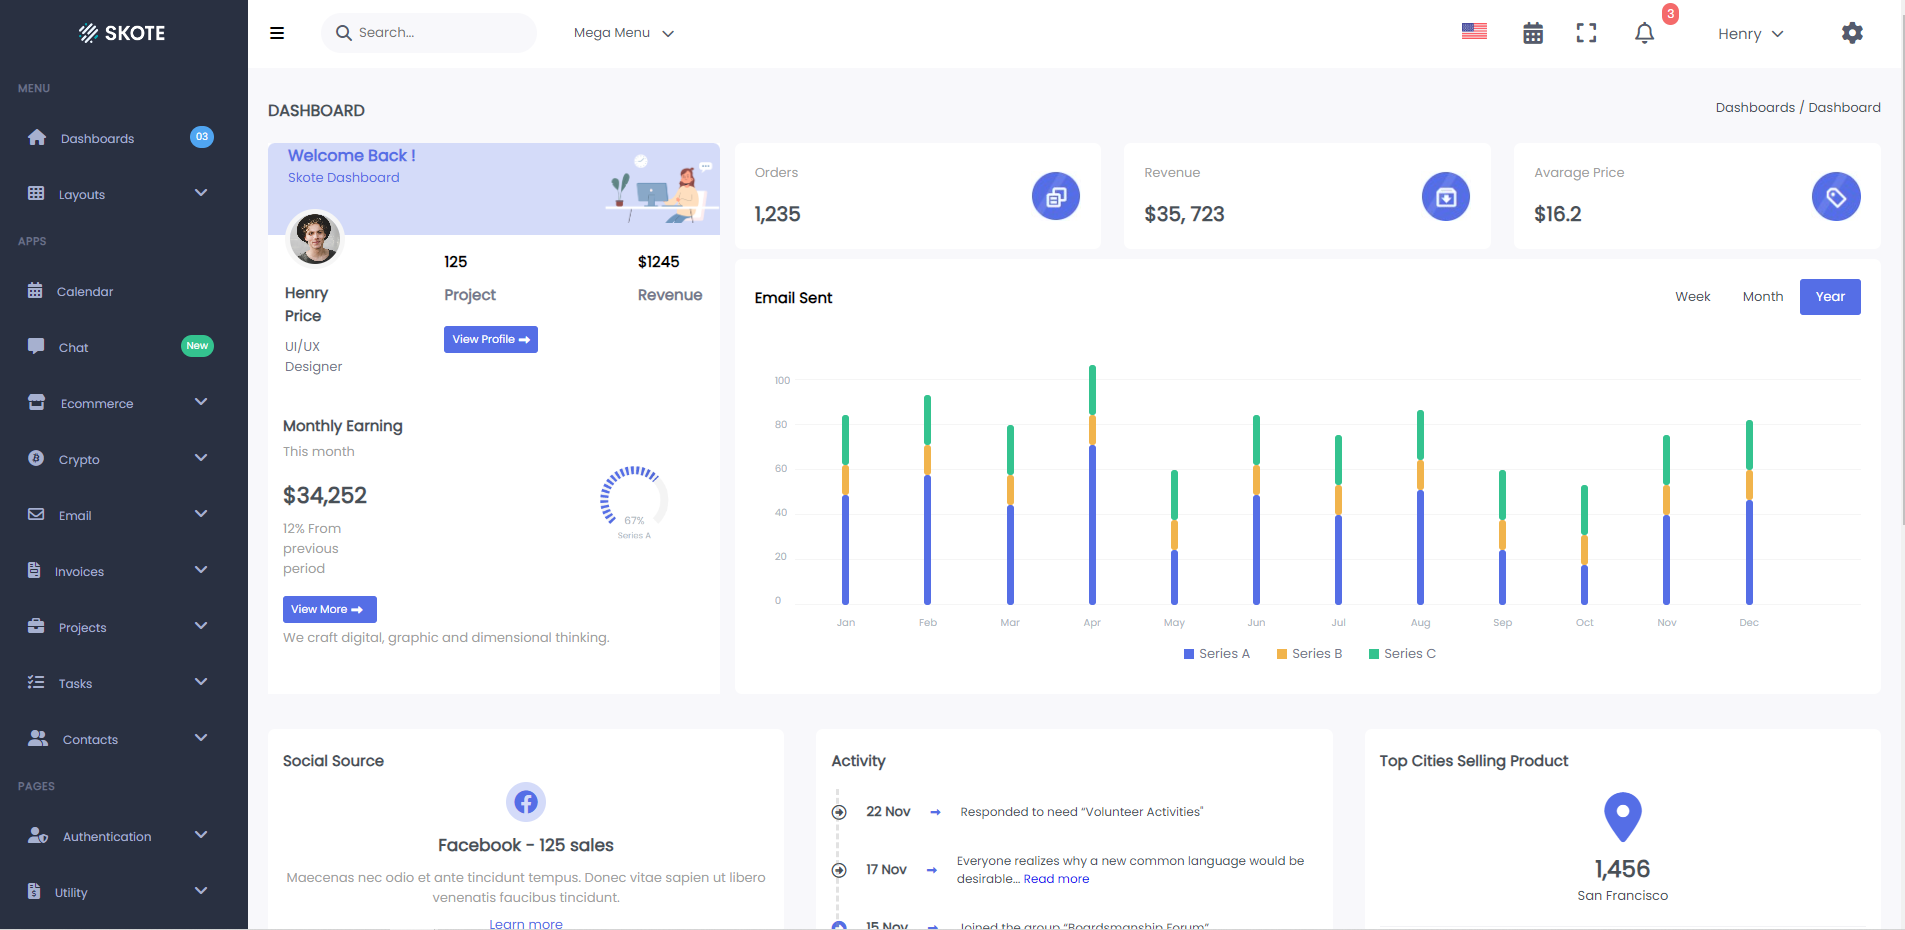 SKOTE
MENU
Dashboards 03
Layouts
APPS
Calendar
Chat New
Ecommerce
Crypto
Email
Invoices
Projects
Tasks
Contacts
PAGES
Authentication
Utility
Search...
Mega Menu
3
Henry
DASHBOARD
Dashboards / Dashboard
Welcome Back !
Skote Dashboard
Henry
Price
UI/UX
Designer
125
Project
$1245
Revenue
View Profile
Monthly Earning
This month
$34,252
12% From
previous
period
67%
Series A
View More
We craft digital, graphic and dimensional thinking.
Orders
1,235
Revenue
$35, 723
Avarage Price
$16.2
Email Sent
Week Month Year
100
80
60
40
20
0
Jan Feb Mar Apr May Jun Jul Aug Sep Oct Nov Dec
Series A Series B Series C
Social Source
Facebook - 125 sales
Maecenas nec odio et ante tincidunt tempus. Donec vitae sapien ut libero
venenatis faucibus tincidunt.
Learn more
Activity
22 Nov Responded to need “Volunteer Activities”
17 Nov Everyone realizes why a new common language would be
desirable... Read more
15 Nov Joined the group “Boardsmanship Forum”
Top Cities Selling Product
1,456
San Francisco